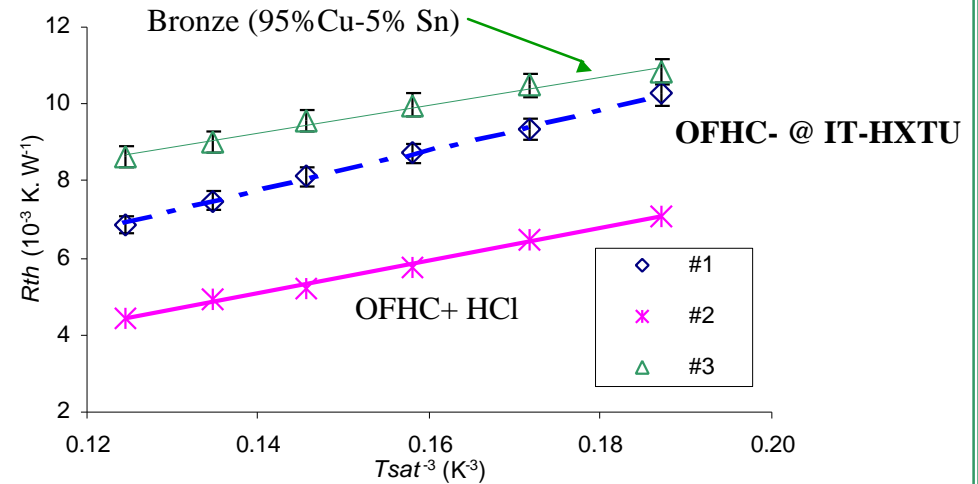 12
Bronze (95%Cu-5% Sn)
10
OFHC- @ IT-HXTU
8
Rth (10⁻³ K. W⁻¹)
6
#1
OFHC+ HCl
#2
4
#3
2
0.12 0.14 0.16 0.18 0.20
Tsat⁻³ (K⁻³)